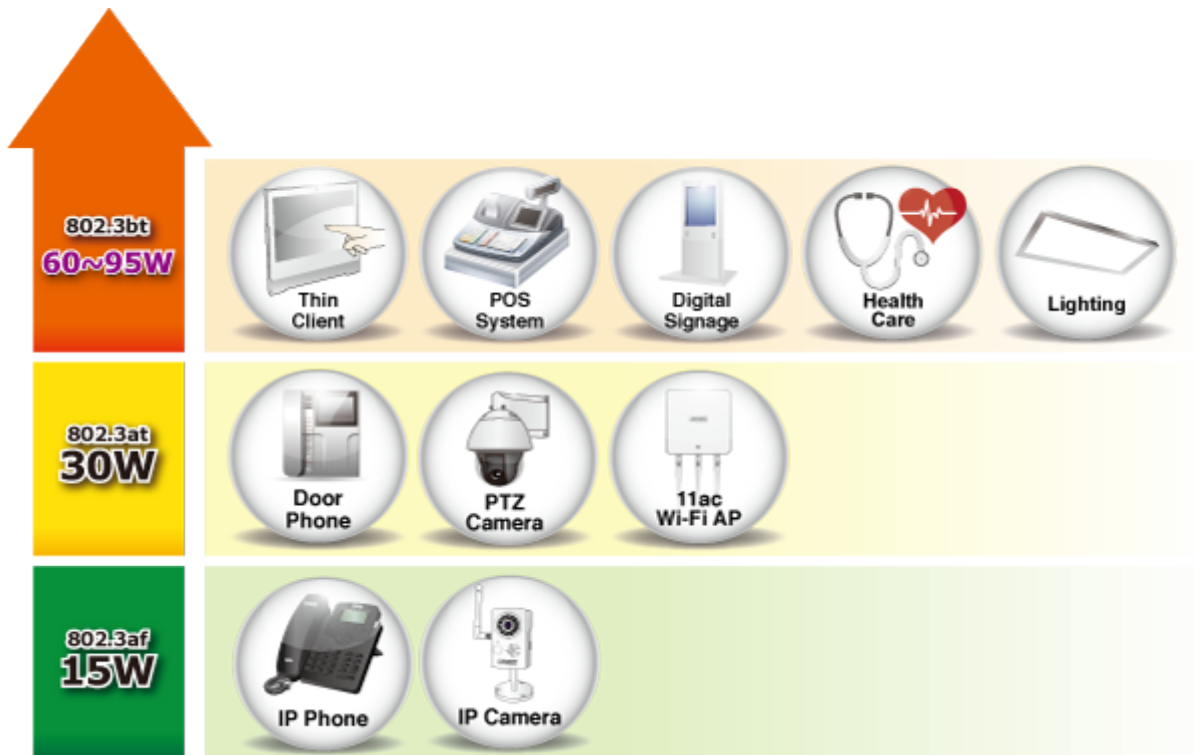 802.3bt
60~95W
Thin
Client
POS
System
Digital
Signage
Health
Care
Lighting
802.3at
30W
Door
Phone
PTZ
Camera
11ac
Wi-Fi AP
802.3af
15W
IP Phone
IP Camera